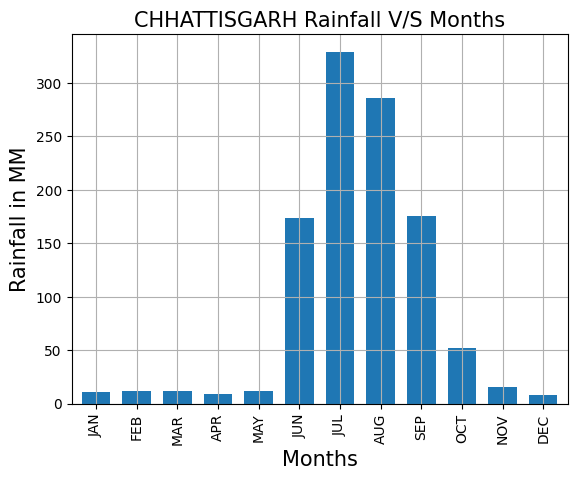 CHHATTISGARH Rainfall V/S Months
Rainfall in MM
300
250
200
150
100
50
0
JAN
FEB
MAR
APR
MAY
JUN
JUL
AUG
SEP
OCT
NOV
DEC
Months